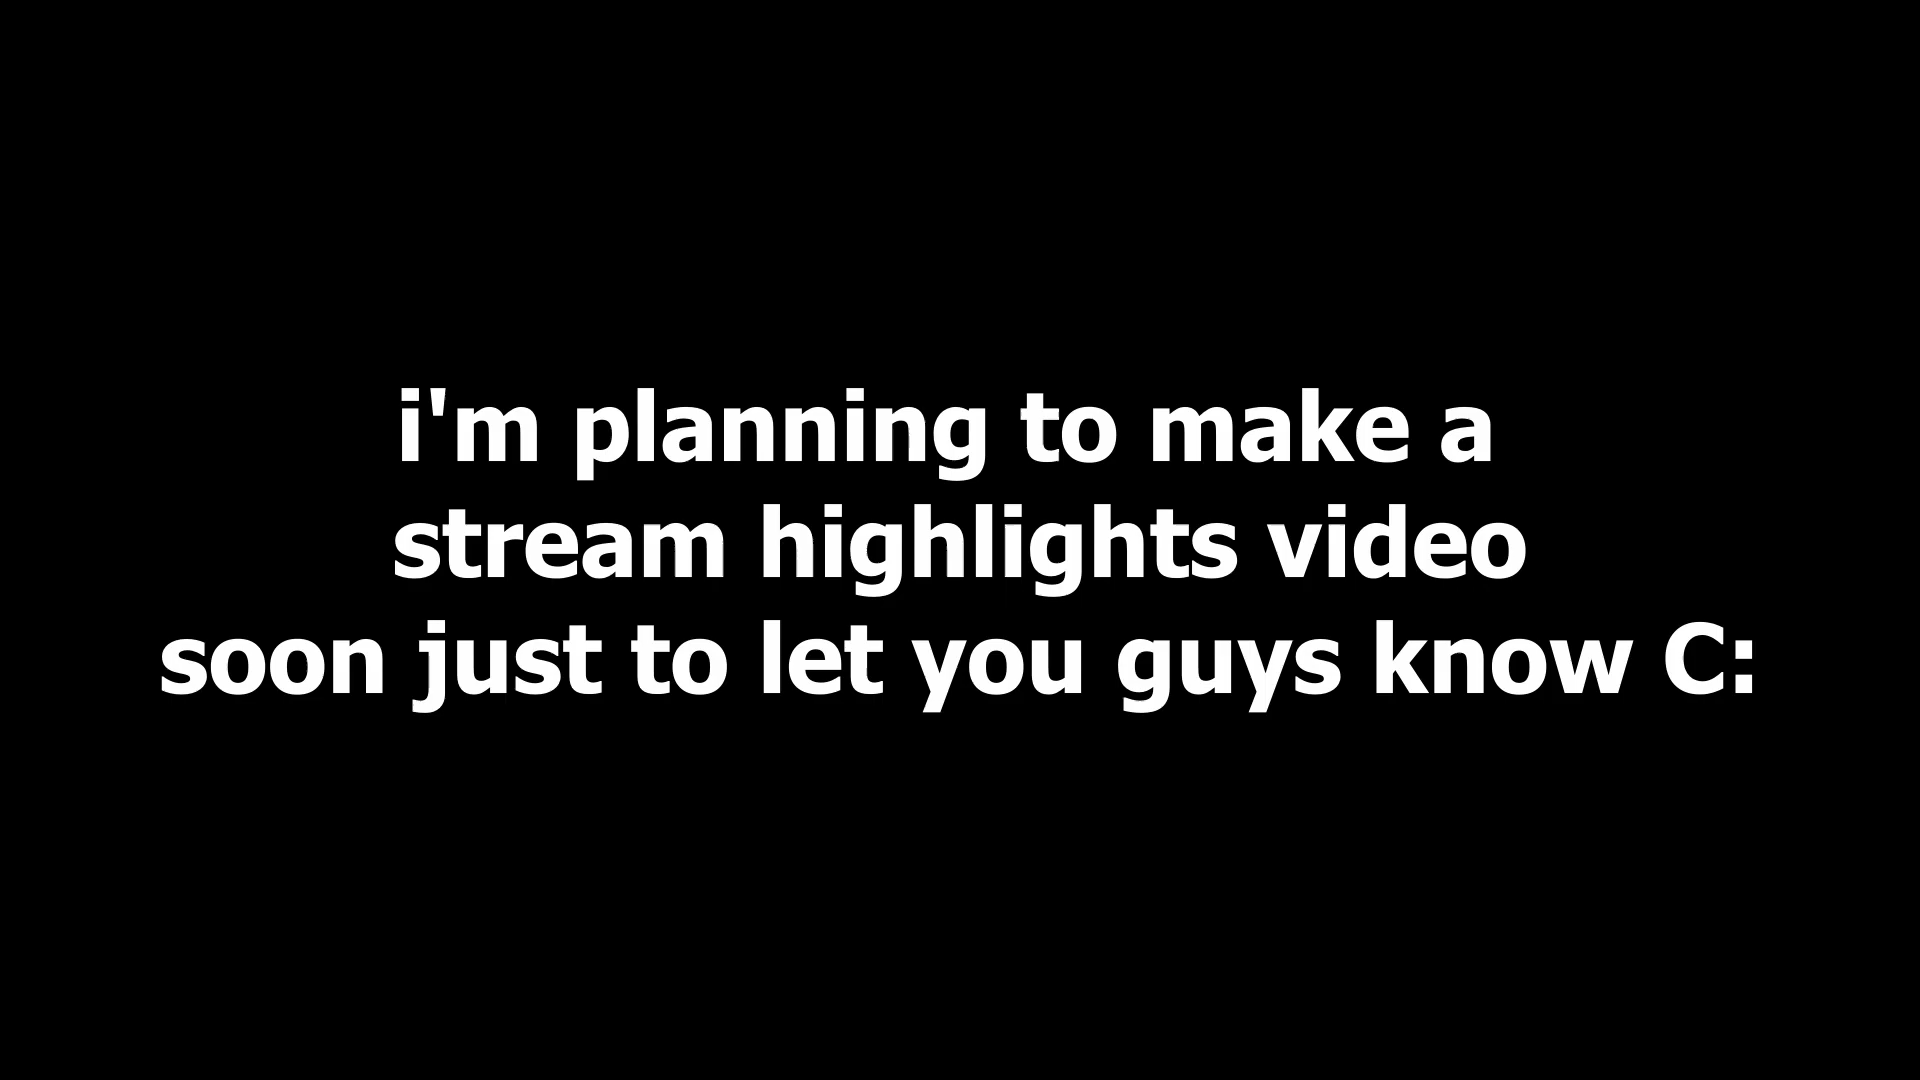 i'm planning to make a
stream highlights video
soon just to let you guys know C: